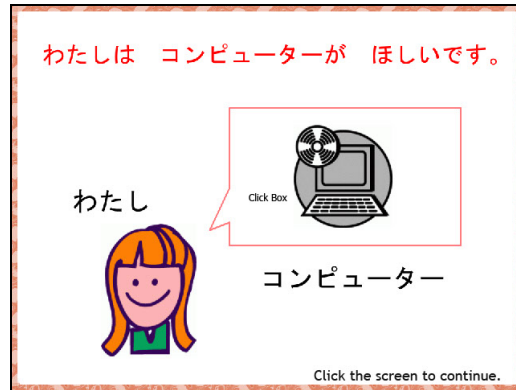 わたしは　コンピューターが　ほしいです。
わたし
Click Box
コンピューター
Click the screen to continue.